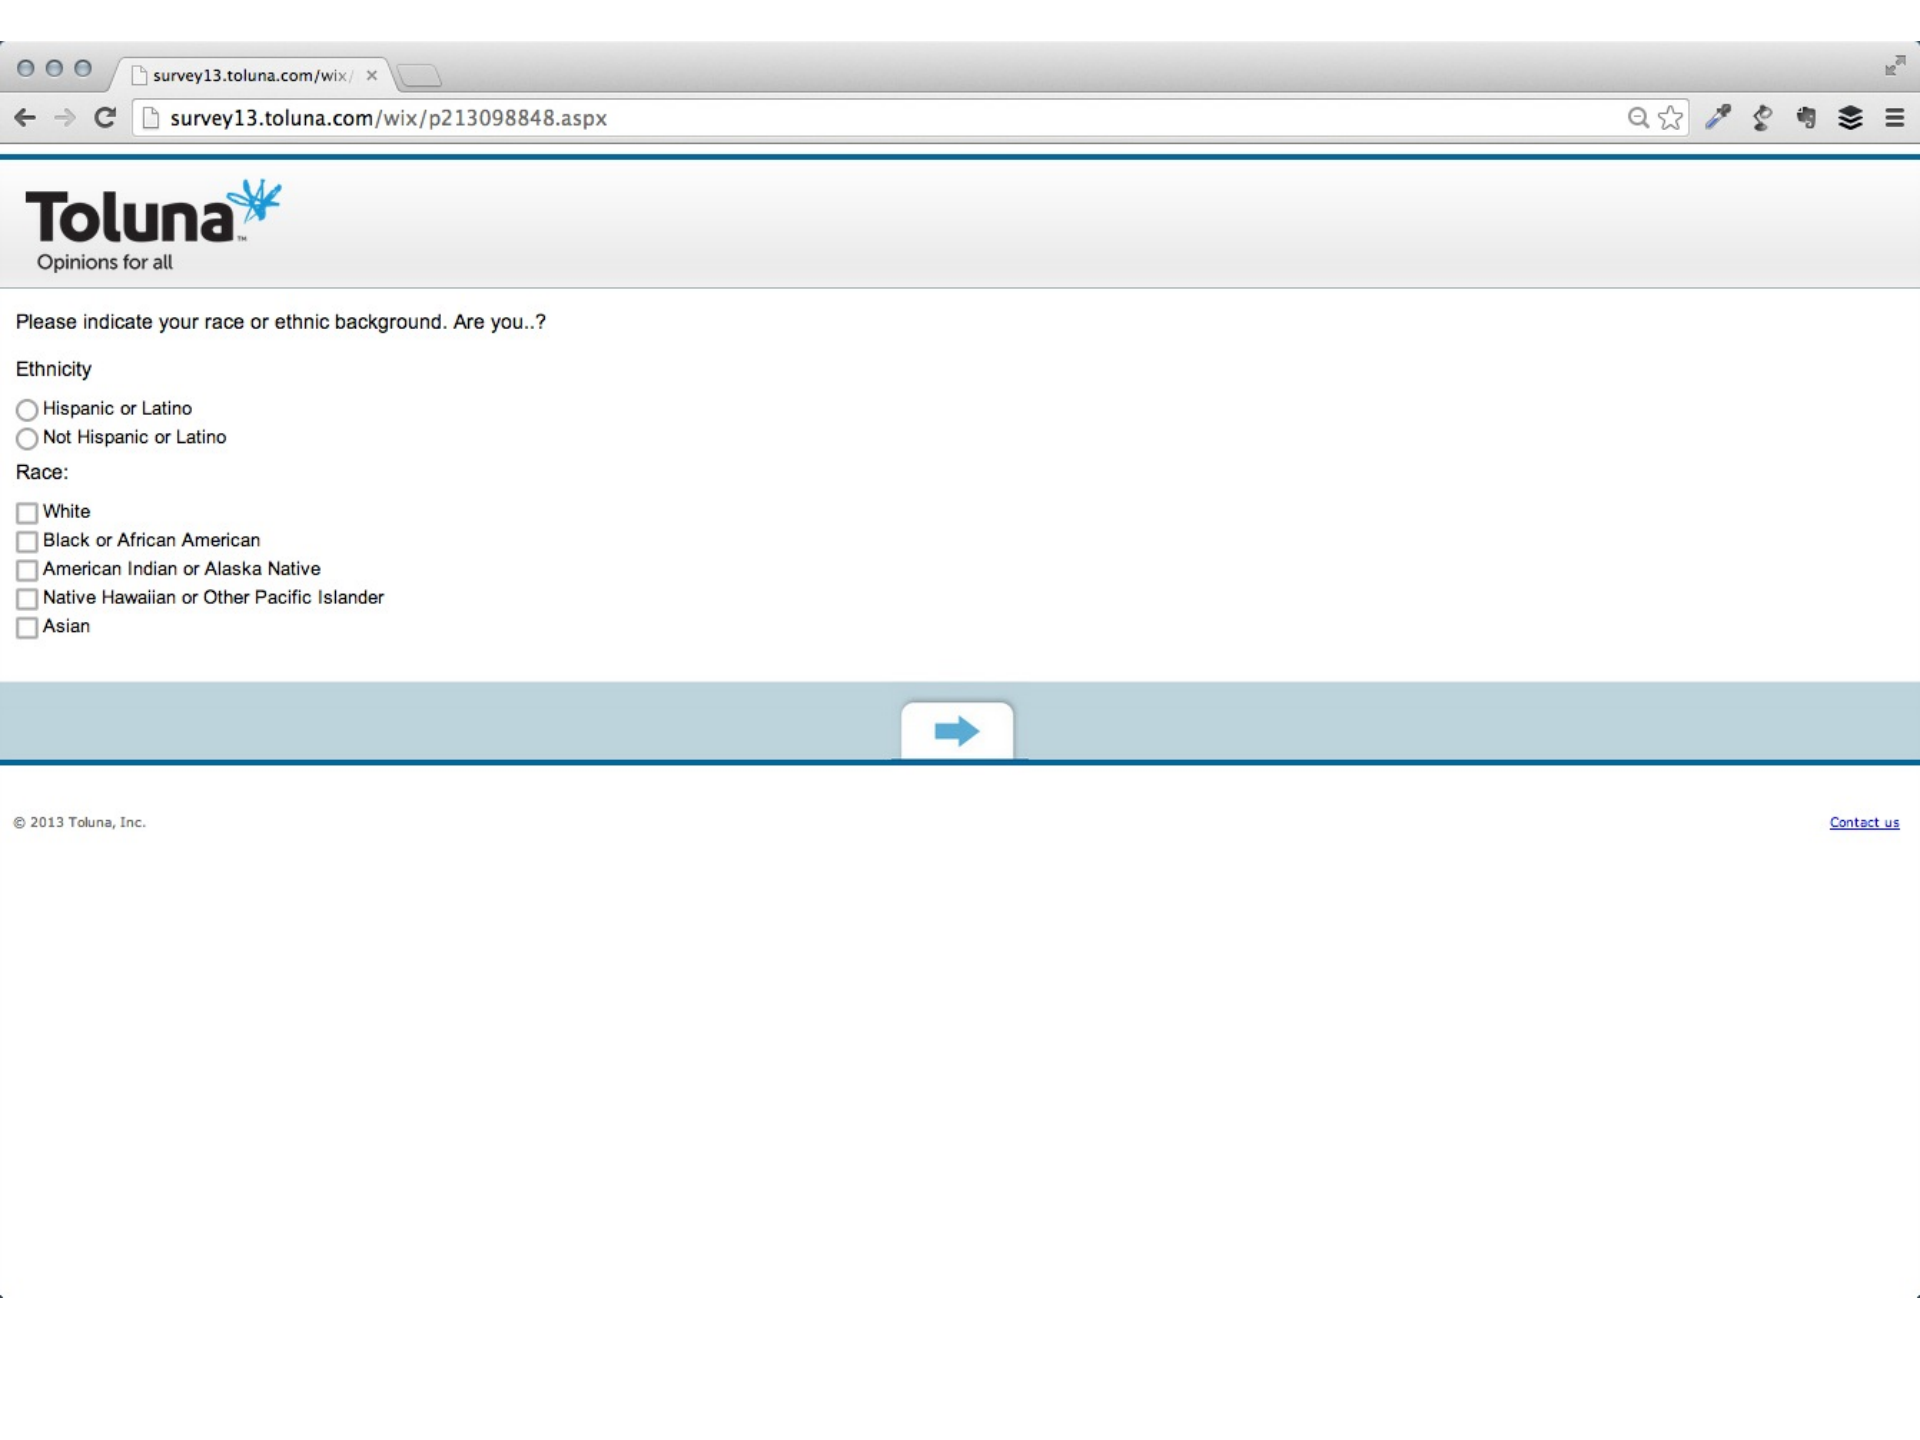 survey13.toluna.com/wix/
survey13.toluna.com/wix/p213098848.aspx
Toluna™
Opinions for all
Please indicate your race or ethnic background. Are you..?
Ethnicity
Hispanic or Latino
Not Hispanic or Latino
Race:
White
Black or African American
American Indian or Alaska Native
Native Hawaiian or Other Pacific Islander
Asian
© 2013 Toluna, Inc.
Contact us